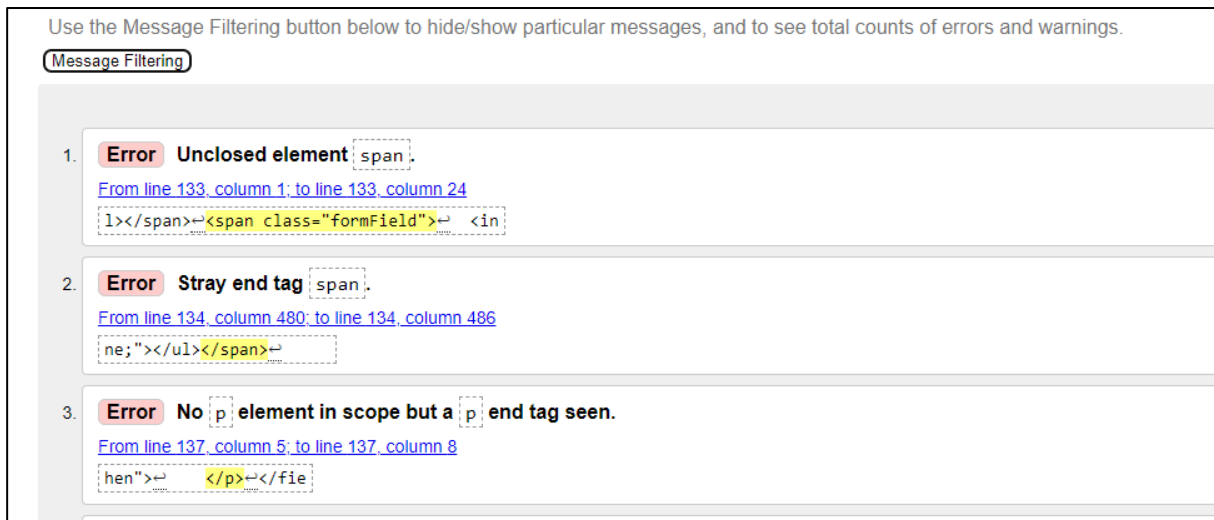 Use the Message Filtering button below to hide/show particular messages, and to see total counts of errors and warnings.
Message Filtering
1. Error Unclosed element span.
From line 133, column 1; to line 133, column 24
l></span>↩<span class="formField">↩  <in
2. Error Stray end tag span.
From line 134, column 480; to line 134, column 486
ne;"></ul></span>↩
3. Error No p element in scope but a p end tag seen.
From line 137, column 5; to line 137, column 8
hen">↩    </p>↩</fie